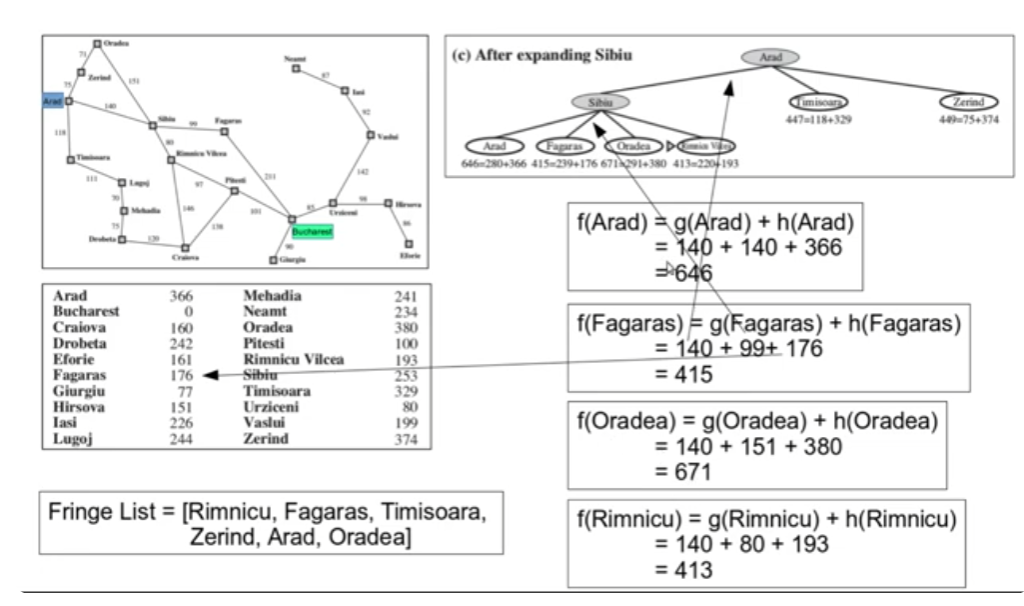 Oradea
71
Neamt
Zerind
87
75
151
Iasi
Arad
140
92
Sibiu
Fagaras
99
118
80
Vaslui
Rimnicu Vilcea
Timisoara
Pitesti
211
142
111
Lugoj
97
70
98
Hirsova
146
101
85
Urziceni
Mehadia
75
138
86
Bucharest
Drobeta
120
90
Craiova
Giurgiu
Eforie
(c) After expanding Sibiu
Arad
Sibiu
Timisoara
Zerind
447=118+329
449=75+374
Arad
Fagaras
Oradea
Rimnicu Vilcea
646=280+366 415=239+176 671=291+380 413=220+193
f(Arad) = g(Arad) + h(Arad)
= 140 + 140 + 366
= 646
f(Fagaras) = g(Fagaras) + h(Fagaras)
= 140 + 99+ 176
= 415
f(Oradea) = g(Oradea) + h(Oradea)
= 140 + 151 + 380
= 671
f(Rimnicu) = g(Rimnicu) + h(Rimnicu)
= 140 + 80 + 193
= 413
Arad 366 Mehadia 241
Bucharest 0 Neamt 234
Craiova 160 Oradea 380
Drobeta 242 Pitesti 100
Eforie 161 Rimnicu Vilcea 193
Fagaras 176 Sibiu 253
Giurgiu 77 Timisoara 329
Hirsova 151 Urziceni 80
Iasi 226 Vaslui 199
Lugoj 244 Zerind 374
Fringe List = [Rimnicu, Fagaras, Timisoara,
Zerind, Arad, Oradea]